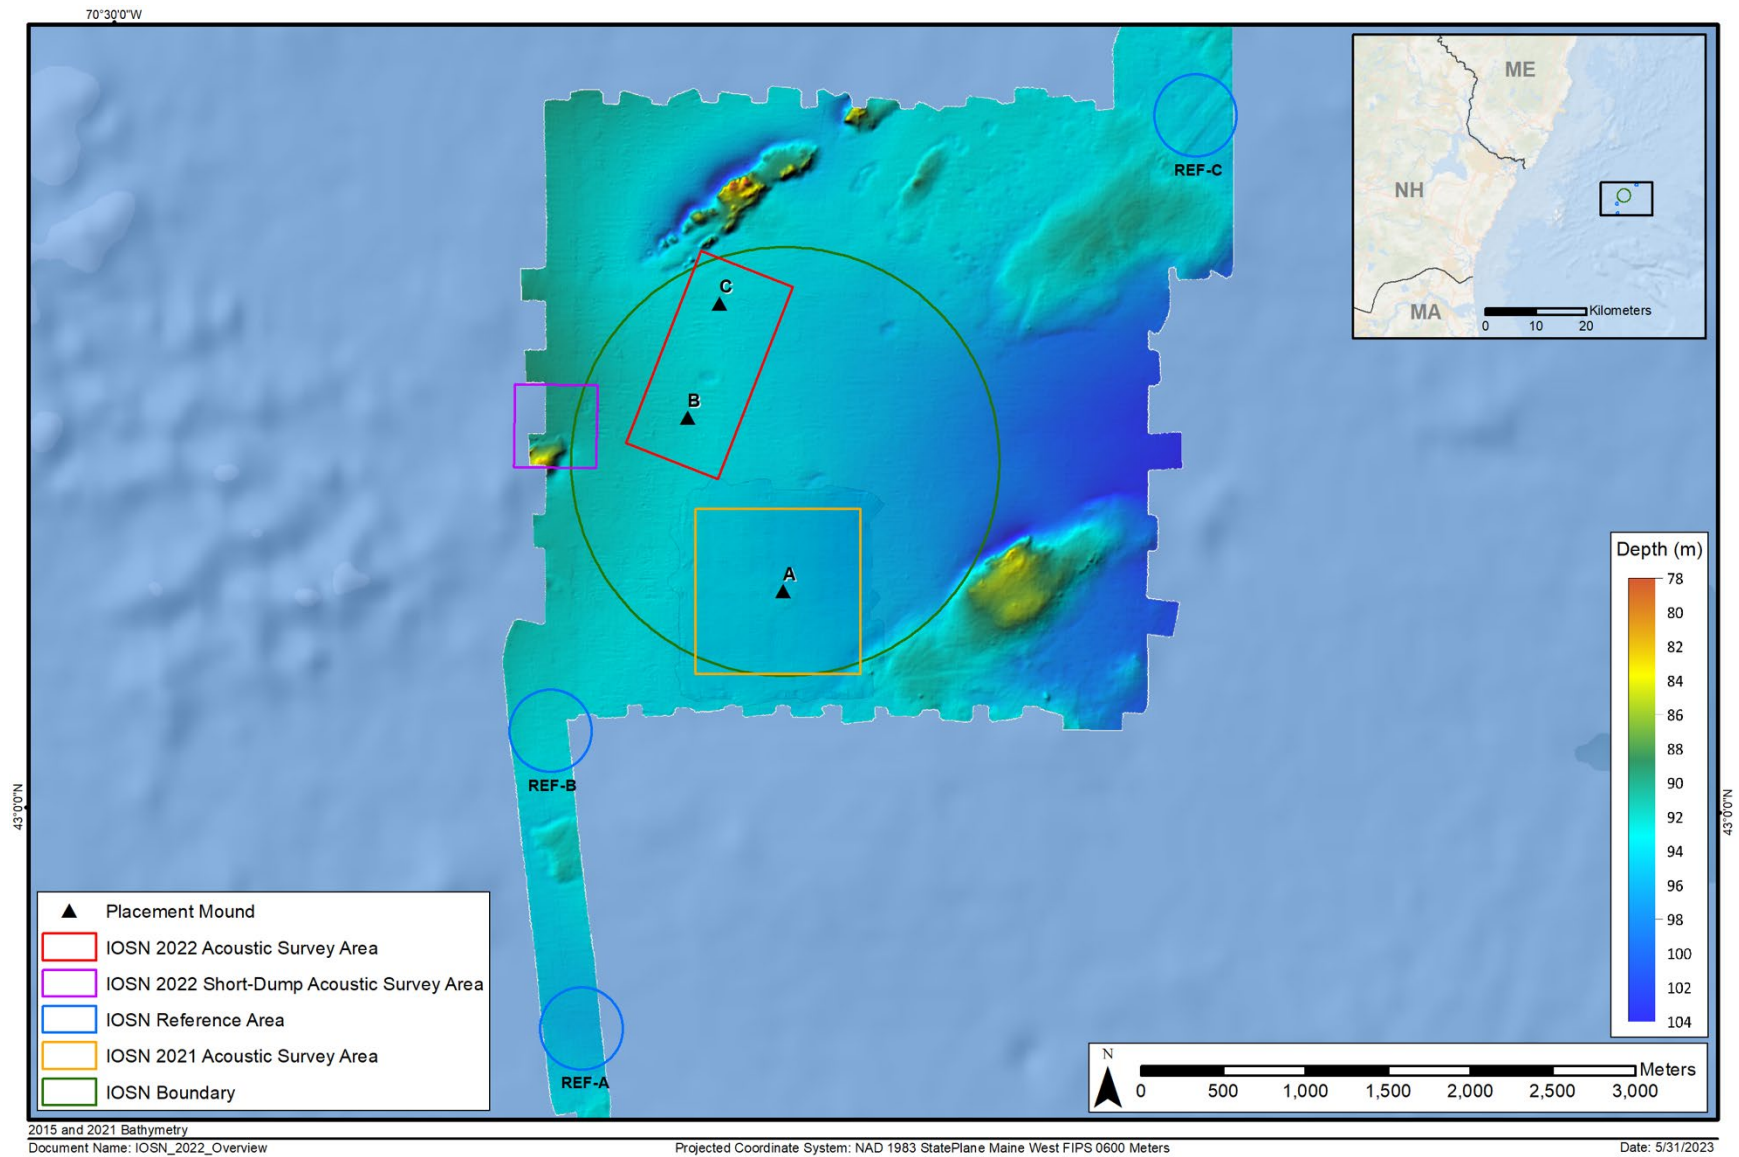 70°30'0"W
ME
NH
MA
Kilometers
0 10 20
REF-C
C
B
A
REF-B
REF-A
43°0'0"N
43°0'0"N
Depth (m)
78
80
82
84
86
88
90
92
94
96
98
100
102
104
Placement Mound
IOSN 2022 Acoustic Survey Area
IOSN 2022 Short-Dump Acoustic Survey Area
IOSN Reference Area
IOSN 2021 Acoustic Survey Area
IOSN Boundary
N
Meters
0 500 1,000 1,500 2,000 2,500 3,000
2015 and 2021 Bathymetry
Document Name: IOSN_2022_Overview
Projected Coordinate System: NAD 1983 StatePlane Maine West FIPS 0600 Meters
Date: 5/31/2023